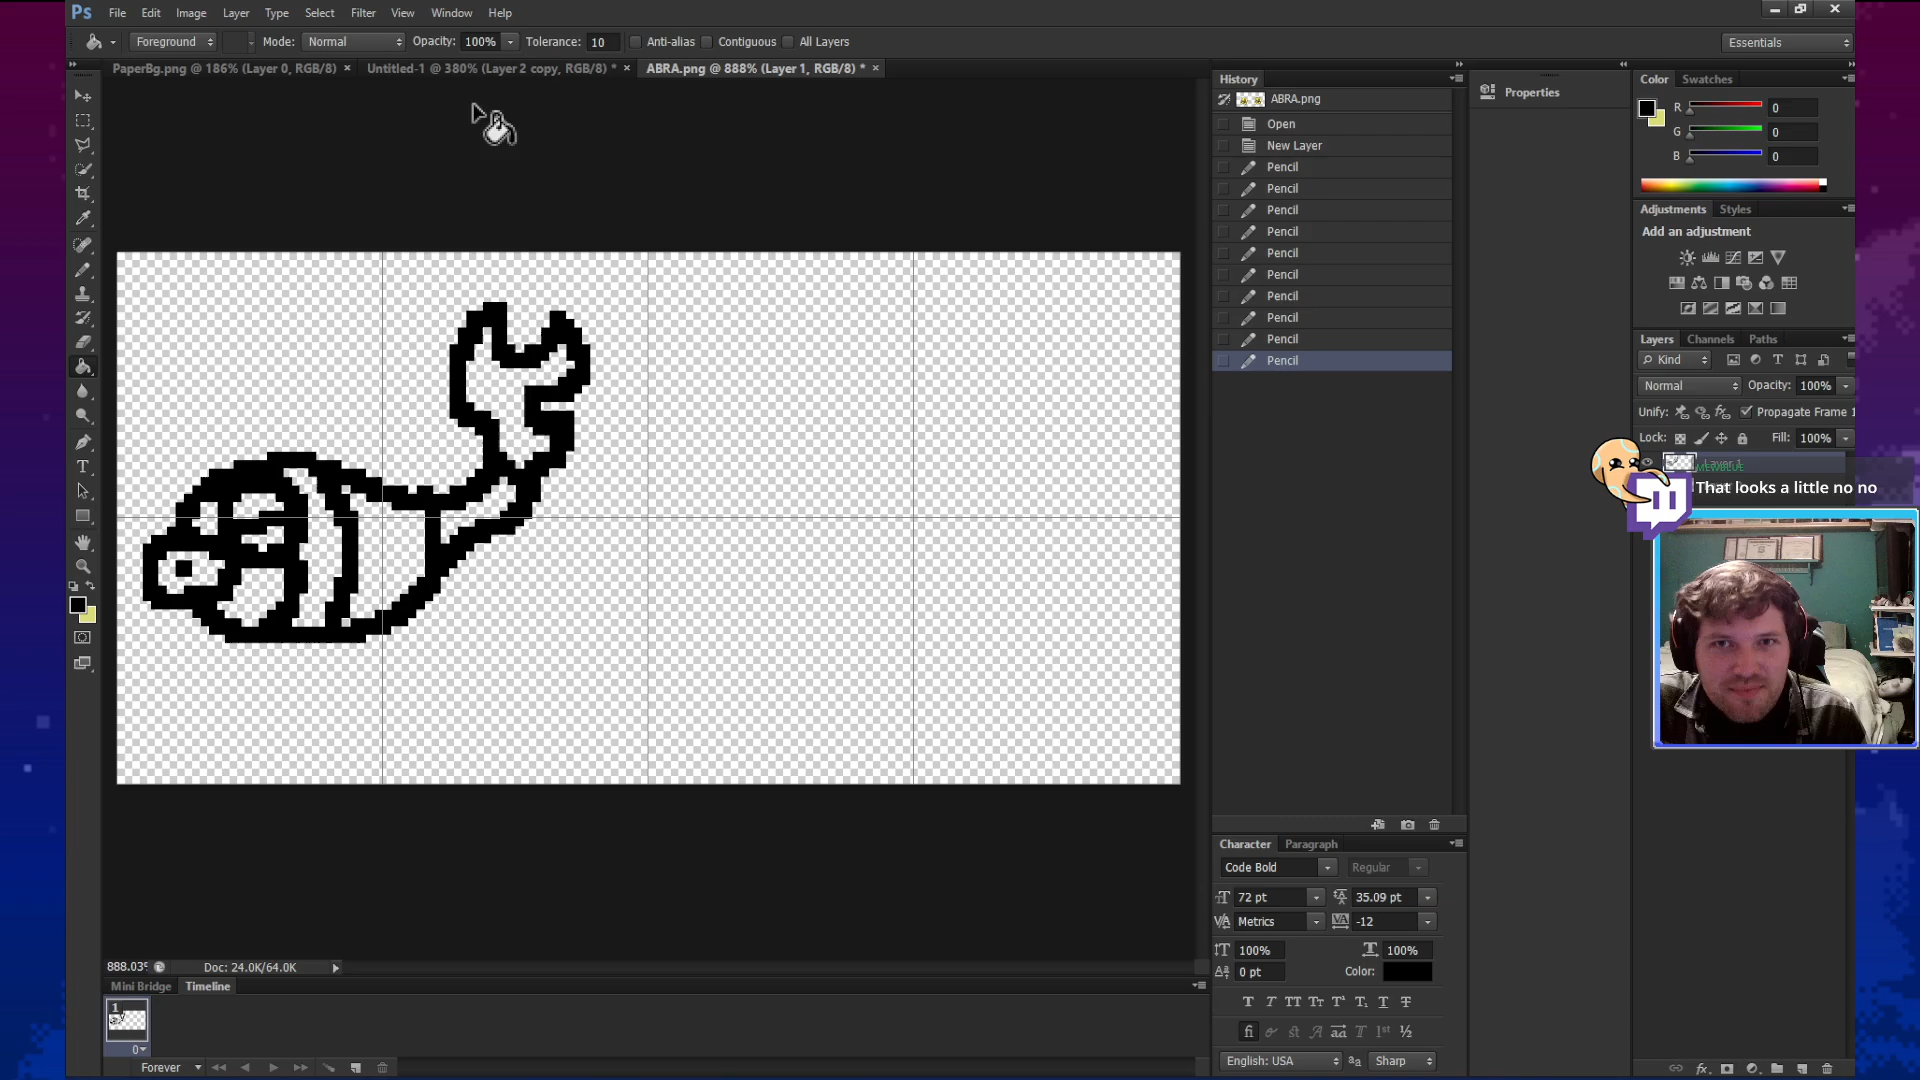 Ps File Edit Image Layer Type Select Filter View Window Help
Foreground Mode: Normal Opacity: 100% Tolerance: 10 Anti-alias Contiguous All Layers Essentials
PaperBg.png @ 186% (Layer 0, RGB/8) × Untitled-1 @ 380% (Layer 2 copy, RGB/8) * × ABRA.png @ 888% (Layer 1, RGB/8) * ×
History
ABRA.png
Open
New Layer
Pencil
Pencil
Pencil
Pencil
Pencil
Pencil
Pencil
Pencil
Pencil
Pencil
Properties
Color Swatches
R 0
G 0
B 0
Adjustments Styles
Add an adjustment
Layers Channels Paths
Kind
Normal Opacity: 100%
Unify: Propagate Frame 1
Lock: Fill: 100%
Layer 1
MEWBLUE
That looks a little no no
Character Paragraph
Code Bold Regular
72 pt 35.09 pt
Metrics -12
100% 100%
0 pt Color:
English: USA Sharp
888.03% Doc: 24.0K/64.0K
Mini Bridge Timeline
1
0
Forever